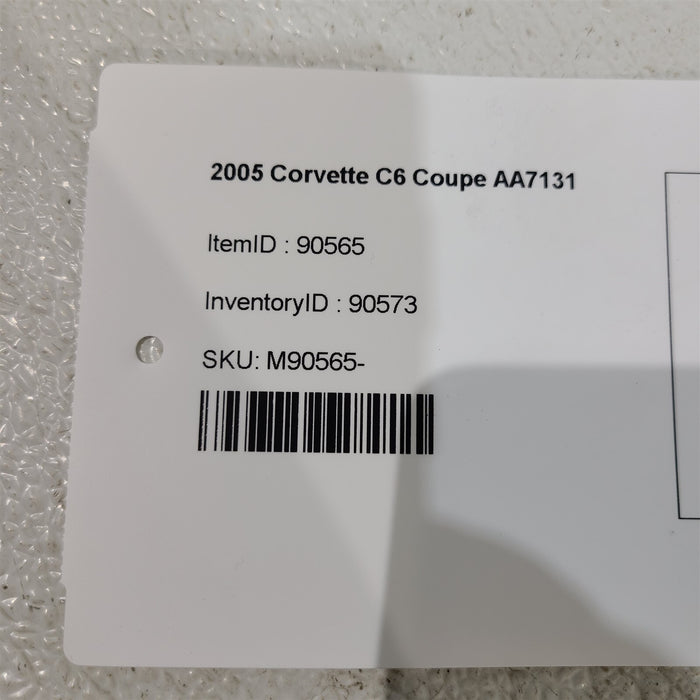 2005 Corvette C6 Coupe AA7131
ItemID : 90565
InventoryID : 90573
SKU: M90565-